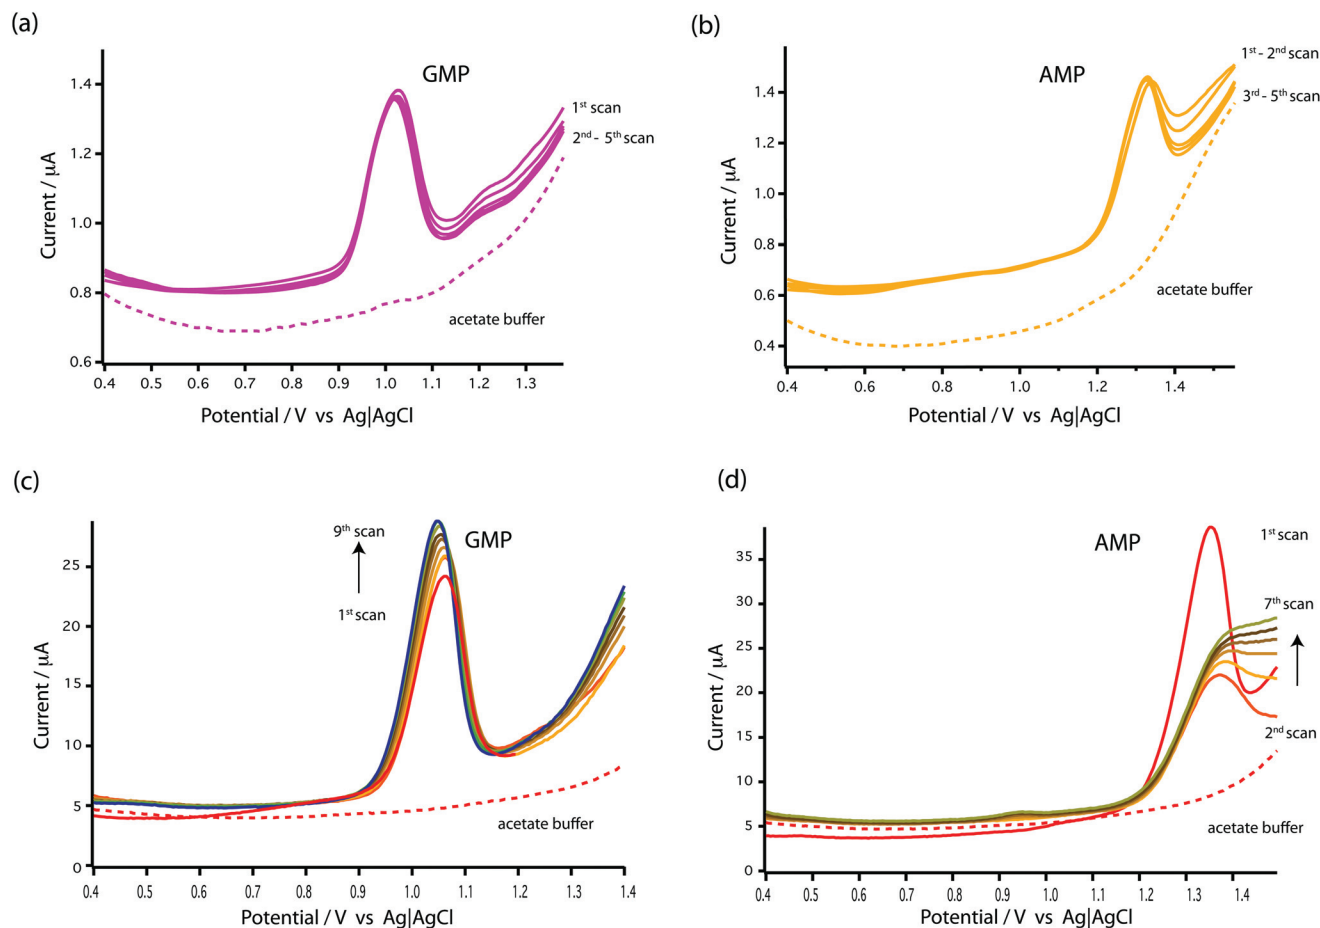 (a)
GMP
1st scan
2nd - 5th scan
acetate buffer
Current / μA
1.4
1.2
1.0
0.8
0.6
0.4 0.5 0.6 0.7 0.8 0.9 1.0 1.1 1.2 1.3
Potential / V vs Ag|AgCl
(b)
AMP
1st - 2nd scan
3rd - 5th scan
acetate buffer
Current / μA
1.4
1.2
1.0
0.8
0.6
0.4
0.4 0.6 0.8 1.0 1.2 1.4
Potential / V vs Ag|AgCl
(c)
9th scan
GMP
1st scan
acetate buffer
Current / μA
25
20
15
10
5
0
0.4 0.5 0.6 0.7 0.8 0.9 1.0 1.1 1.2 1.3 1.4
Potential / V vs Ag|AgCl
(d)
AMP
1st scan
7th scan
2nd scan
acetate buffer
Current / μA
35
30
25
20
15
10
5
0
0.4 0.5 0.6 0.7 0.8 0.9 1.0 1.1 1.2 1.3 1.4
Potential / V vs Ag|AgCl